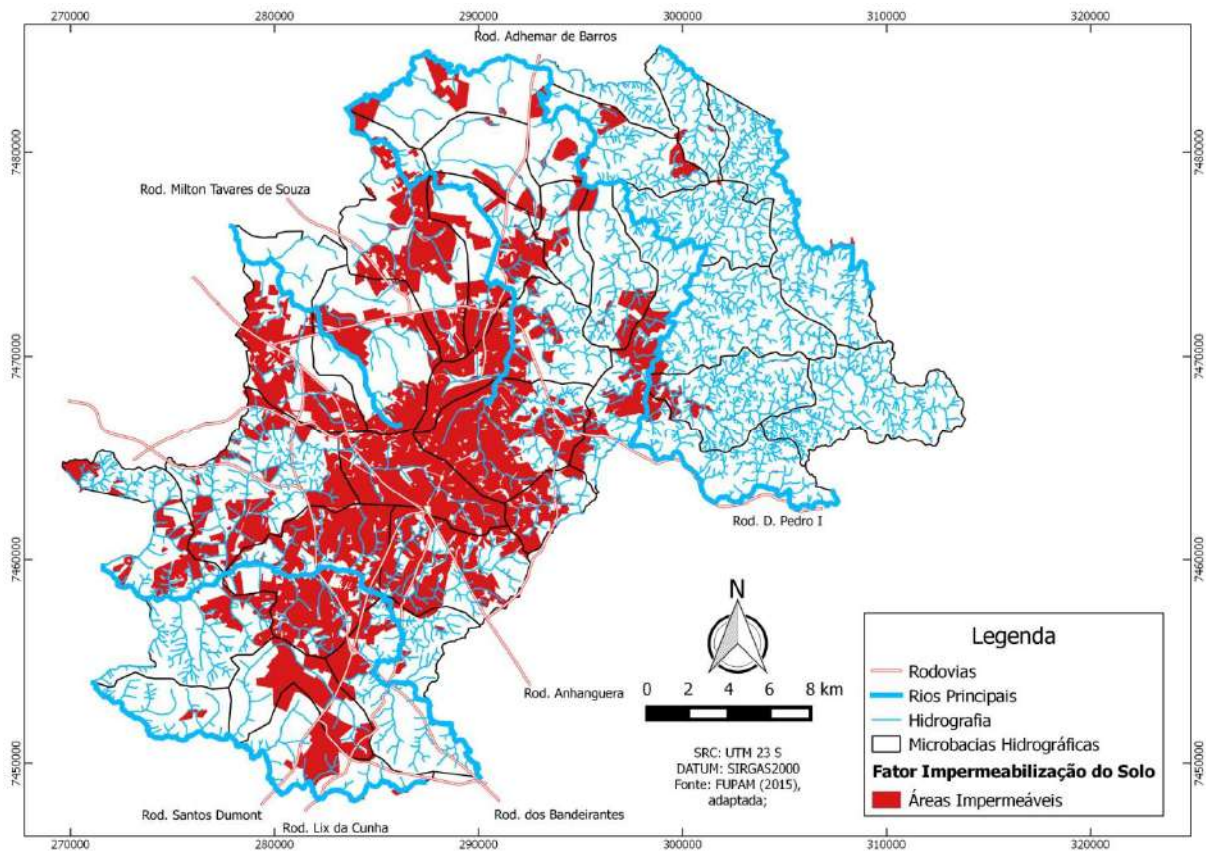 270000 280000 290000 300000 310000 320000
Rod. Adhemar de Barros
7480000
7480000
Rod. Milton Tavares de Souza
7470000
7470000
Rod. D. Pedro I
7460000
7460000
N
Legenda
Rodovias
Rios Principais
Hidrografia
Microbacias Hidrográficas
Fator Impermeabilização do Solo
Áreas Impermeáveis
Rod. Anhanguera
0 2 4 6 8 km
SRC: UTM 23 S
DATUM: SIRGAS2000
Fonte: FUPAM (2015),
adaptada;
7450000
7450000
Rod. Santos Dumont
Rod. Lix da Cunha
Rod. dos Bandeirantes
270000 280000 290000 300000 310000 320000